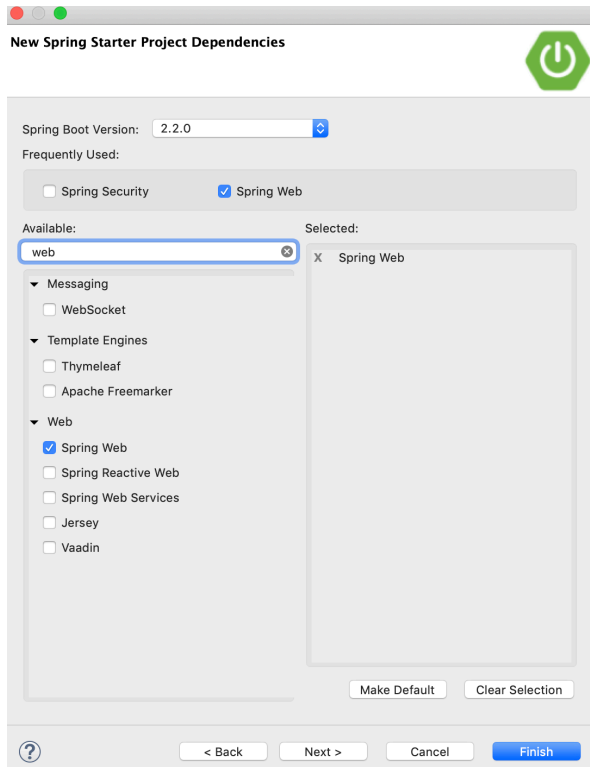 New Spring Starter Project Dependencies
Spring Boot Version: 2.2.0
Frequently Used:
Spring Security Spring Web
Available: Selected:
web
X Spring Web
Messaging
WebSocket
Template Engines
Thymeleaf
Apache Freemarker
Web
Spring Web
Spring Reactive Web
Spring Web Services
Jersey
Vaadin
Make Default Clear Selection
? < Back Next > Cancel Finish